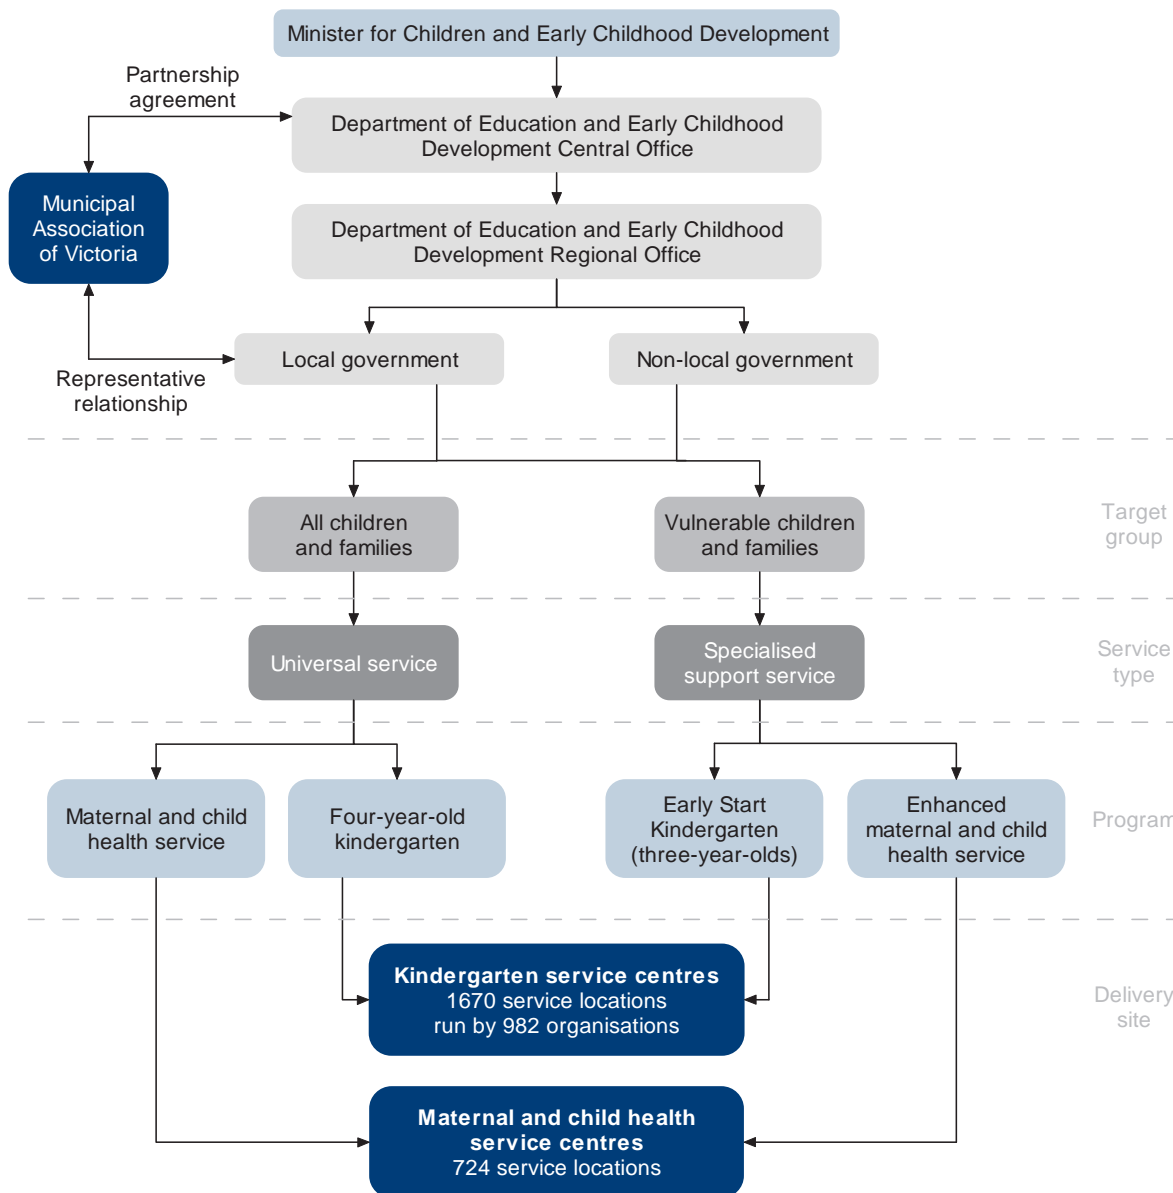 Minister for Children and Early Childhood Development
Partnership
agreement
Department of Education and Early Childhood
Development Central Office
Municipal
Association
of Victoria
Department of Education and Early Childhood
Development Regional Office
Local government
Non-local government
Representative
relationship
All children
and families
Vulnerable children
and families
Target
group
Universal service
Specialised
support service
Service
type
Maternal and child
health service
Four-year-old
kindergarten
Early Start
Kindergarten
(three-year-olds)
Enhanced
maternal and child
health service
Program
Kindergarten service centres
1670 service locations
run by 982 organisations
Delivery
site
Maternal and child health
service centres
724 service locations